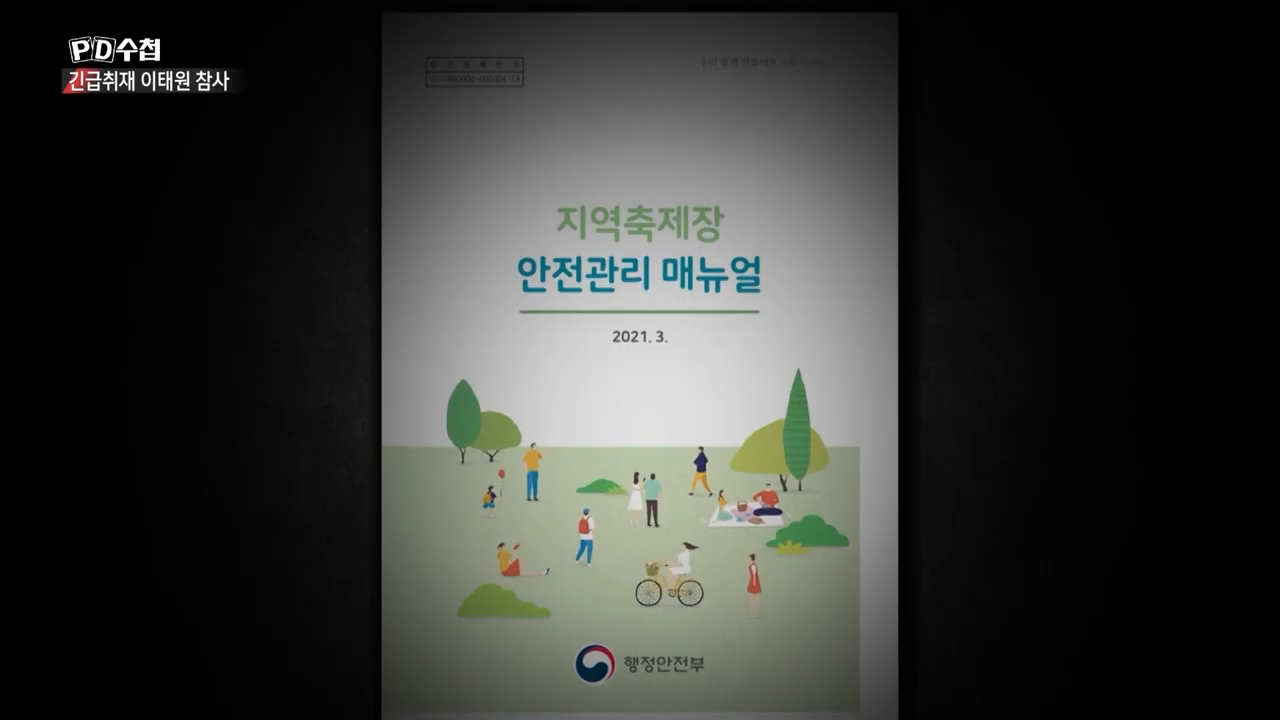 PD수첩
긴급취재 이태원 참사
지역축제장
안전관리 매뉴얼
2021. 3.
행정안전부